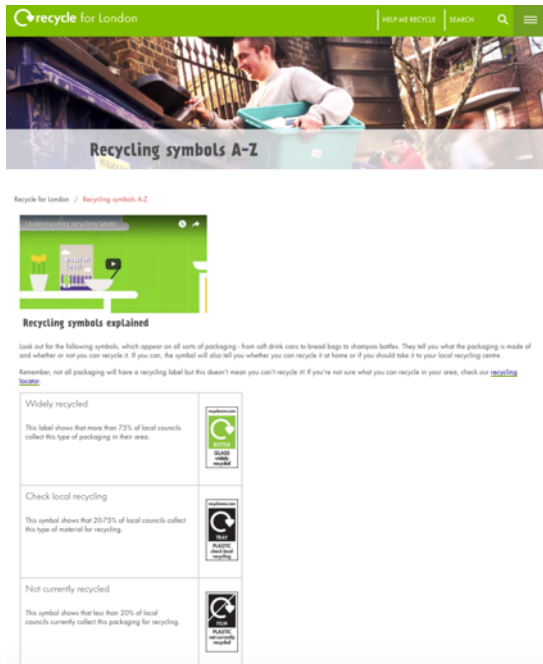 recycle for London
HELP ME RECYCLE
SEARCH
Recycling symbols A-Z
Recycle for London / Recycling symbols A-Z
Understanding recycling labels
Recycling symbols explained
Look out for the following symbols, which appear on all sorts of packaging - from soft drink cans to bread bags to shampoo bottles. They tell you what the packaging is made of
and whether or not you can recycle it. If you can, the symbol will also tell you whether you can recycle it at home or if you should take it to your local recycling centre.
Remember, not all packaging will have a recycling label but this doesn't mean you can't recycle it! If you're not sure what you can recycle in your area, check our recycling
locator.
Widely recycled
This label shows that more than 75% of local councils
collect this type of packaging in their area.
BOTTLE
GLASS
widely
recycled
Check local recycling
This symbol shows that 20-75% of local councils collect
this type of material for recycling.
TRAY
PLASTIC
check local
recycling
Not currently recycled
This symbol shows that less than 20% of local
councils currently collect this packaging for recycling.
FILM
PLASTIC
not currently
recycled